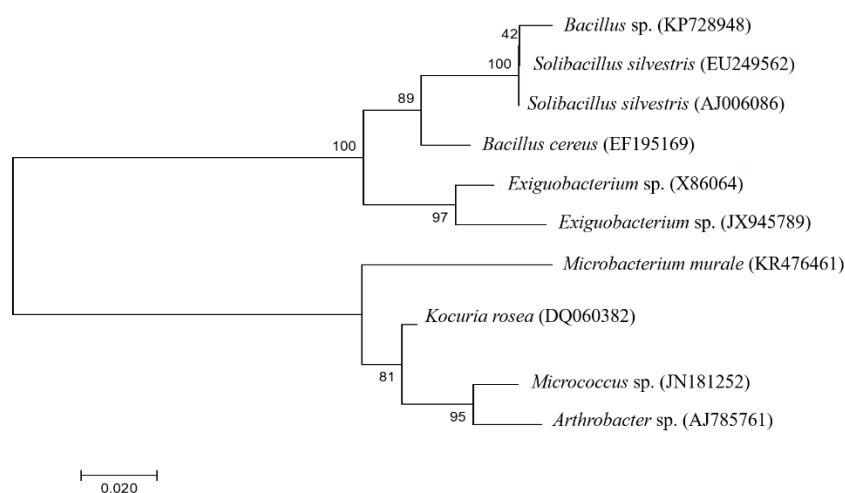 Bacillus sp. (KP728948)
42
Solibacillus silvestris (EU249562)
100
Solibacillus silvestris (AJ006086)
89
Bacillus cereus (EF195169)
100
Exiguobacterium sp. (X86064)
97
Exiguobacterium sp. (JX945789)
Microbacterium murale (KR476461)
Kocuria rosea (DQ060382)
81
Micrococcus sp. (JN181252)
95
Arthrobacter sp. (AJ785761)
0.020